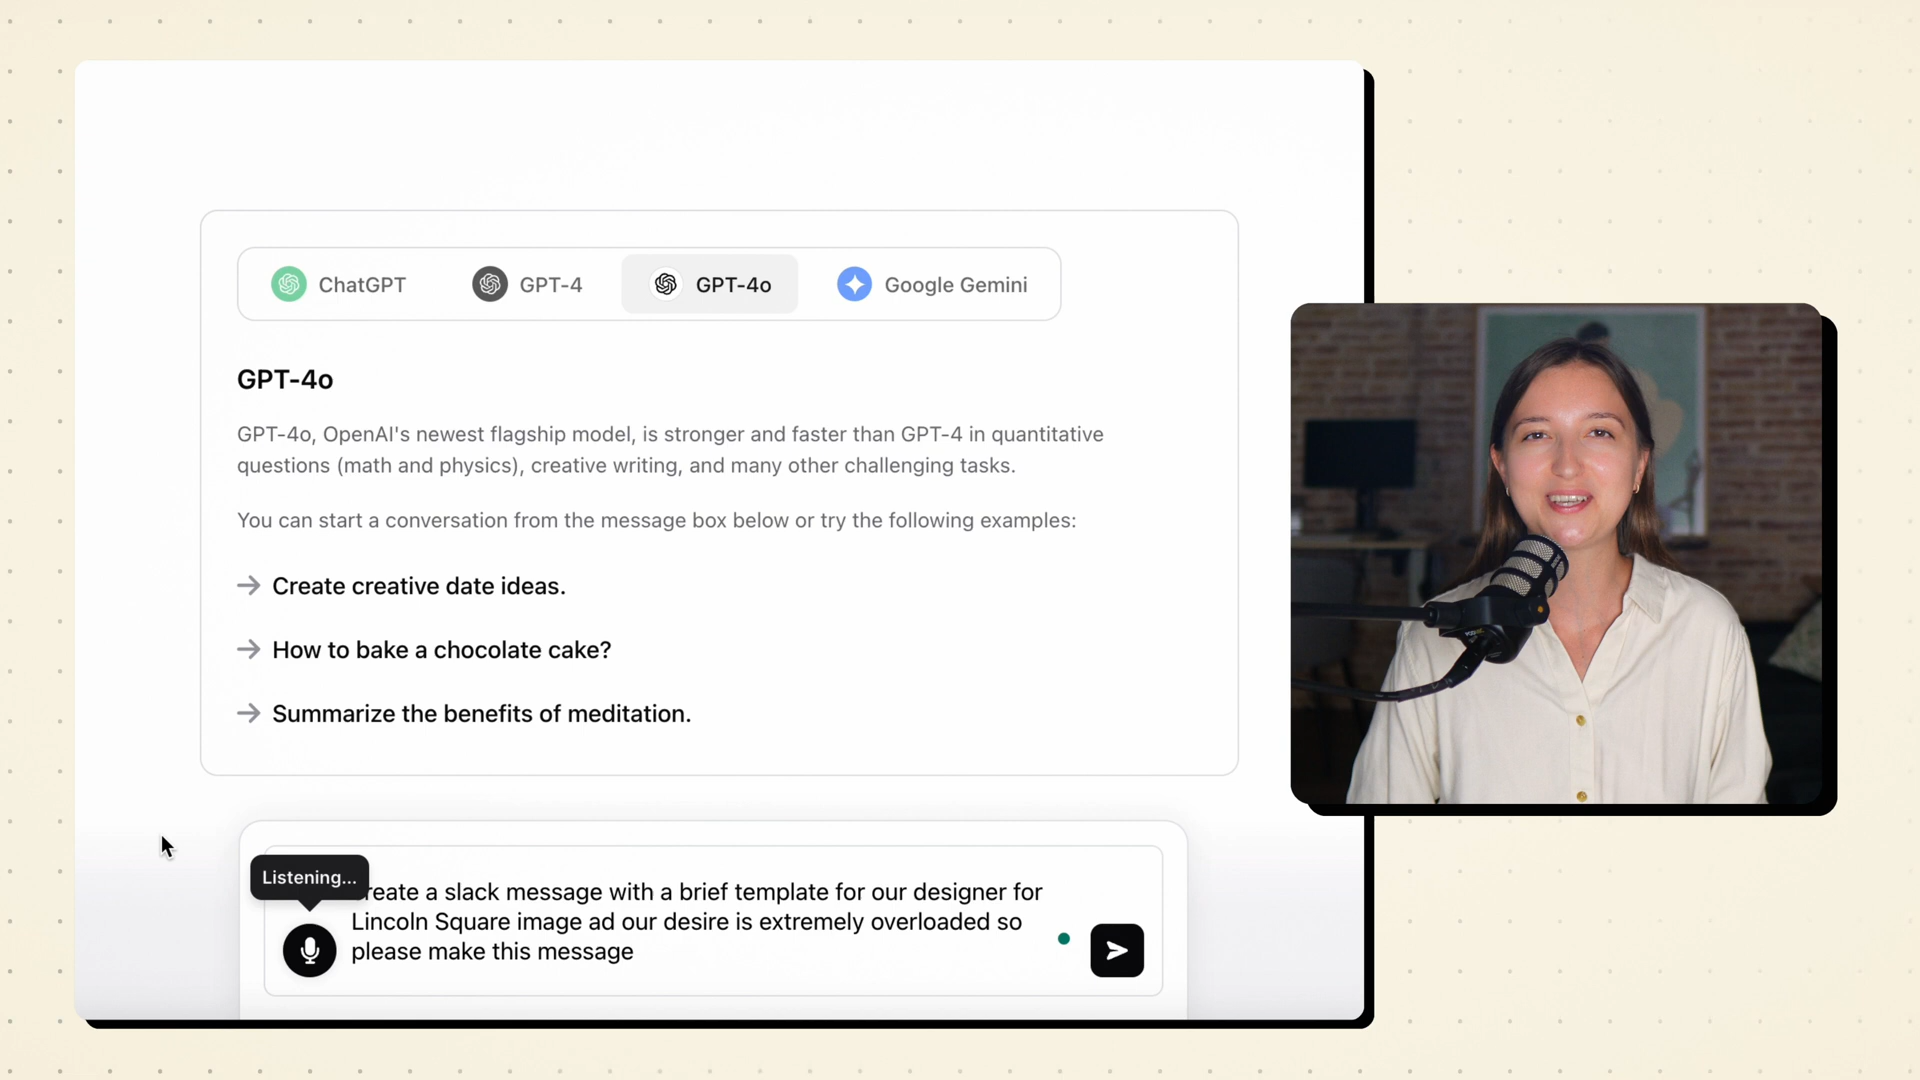 ChatGPT
GPT-4
GPT-4o
Google Gemini
GPT-4o
GPT-4o, OpenAI's newest flagship model, is stronger and faster than GPT-4 in quantitative
questions (math and physics), creative writing, and many other challenging tasks.
You can start a conversation from the message box below or try the following examples:
Create creative date ideas.
How to bake a chocolate cake?
Summarize the benefits of meditation.
Listening...
reate a slack message with a brief template for our designer for
Lincoln Square image ad our desire is extremely overloaded so
please make this message